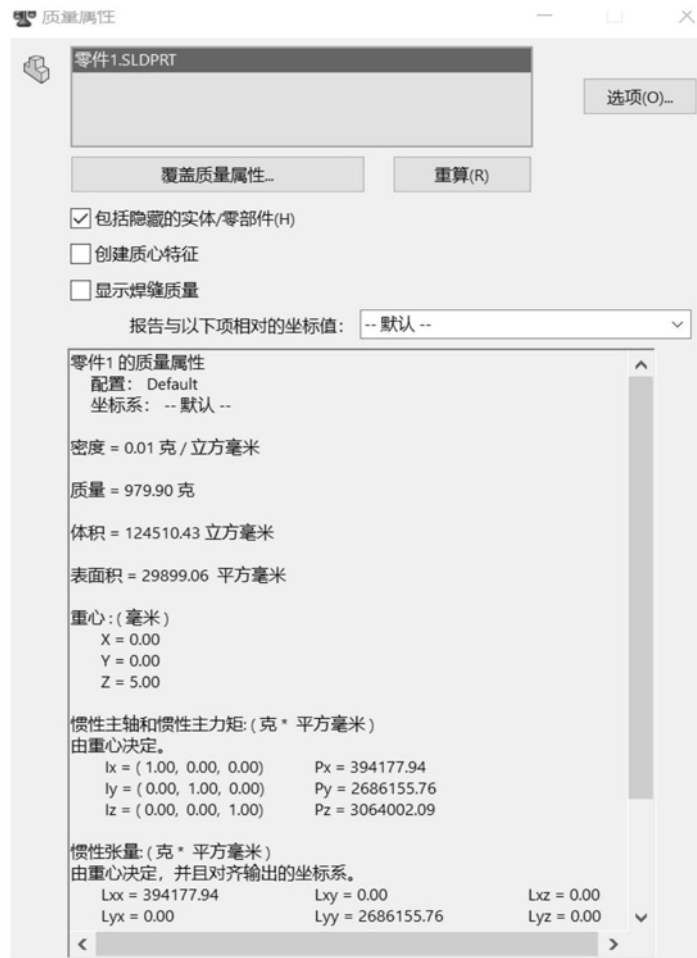 质量属性
零件1.SLDPRT
选项(O)...
覆盖质量属性...
重算(R)
包括隐藏的实体/零部件(H)
创建质心特征
显示焊缝质量
报告与以下项相对的坐标值: -- 默认 --
零件1 的质量属性
配置: Default
坐标系: -- 默认 --
密度 = 0.01 克 / 立方毫米
质量 = 979.90 克
体积 = 124510.43 立方毫米
表面积 = 29899.06 平方毫米
重心 : ( 毫米 )
X = 0.00
Y = 0.00
Z = 5.00
惯性主轴和惯性主力矩: ( 克 * 平方毫米 )
由重心决定。
Ix = ( 1.00, 0.00, 0.00) Px = 394177.94
Iy = ( 0.00, 1.00, 0.00) Py = 2686155.76
Iz = ( 0.00, 0.00, 1.00) Pz = 3064002.09
惯性张量: ( 克 * 平方毫米 )
由重心决定，并且对齐输出的坐标系。
Lxx = 394177.94 Lxy = 0.00 Lxz = 0.00
Lyx = 0.00 Lyy = 2686155.76 Lyz = 0.00